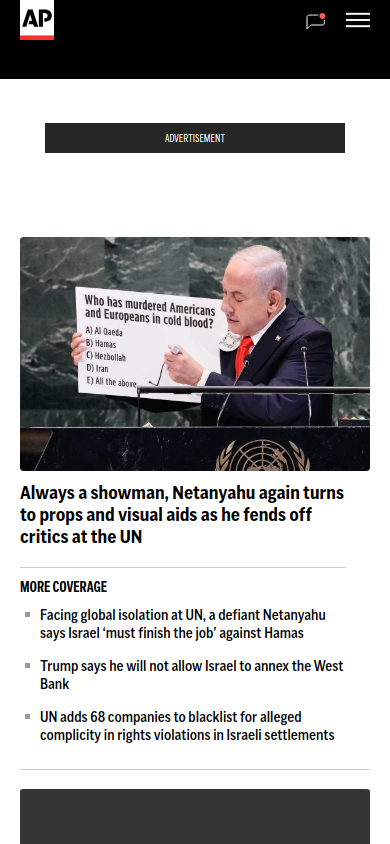 AP
ADVERTISEMENT
Who has murdered Americans
and Europeans in cold blood?
A) Al Qaeda
B) Hamas
C) Hezbollah
D) Iran
E) All the above
Always a showman, Netanyahu again turns
to props and visual aids as he fends off
critics at the UN
MORE COVERAGE
Facing global isolation at UN, a defiant Netanyahu
says Israel ‘must finish the job’ against Hamas
Trump says he will not allow Israel to annex the West
Bank
UN adds 68 companies to blacklist for alleged
complicity in rights violations in Israeli settlements